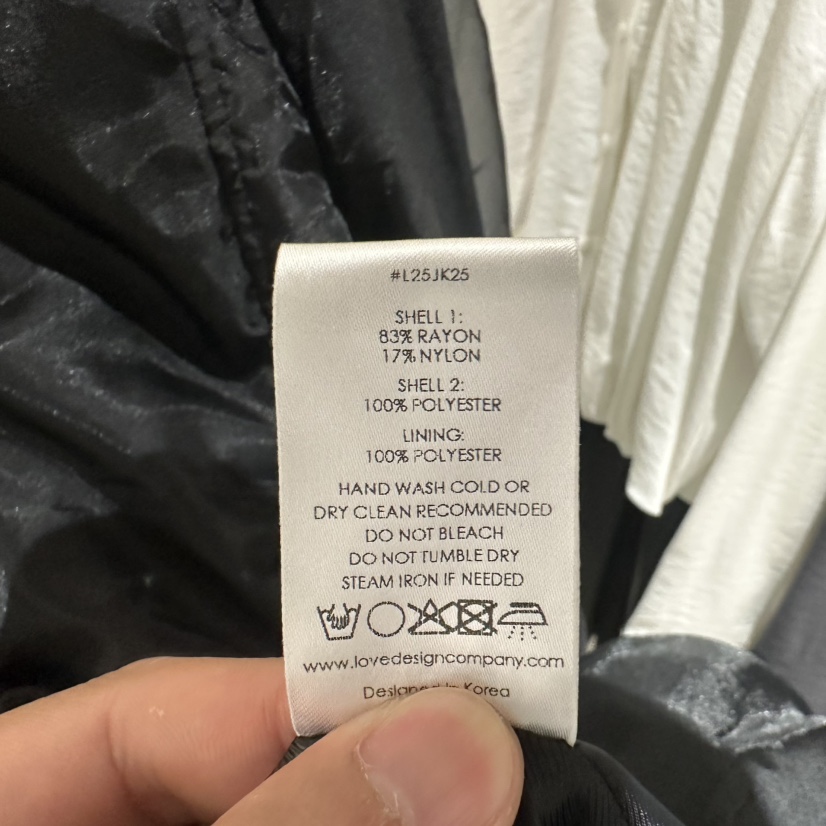 #L25JK25
SHELL 1:
83% RAYON
17% NYLON
SHELL 2:
100% POLYESTER
LINING:
100% POLYESTER
HAND WASH COLD OR
DRY CLEAN RECOMMENDED
DO NOT BLEACH
DO NOT TUMBLE DRY
STEAM IRON IF NEEDED
www.lovedesigncompany.com
Designed In Korea